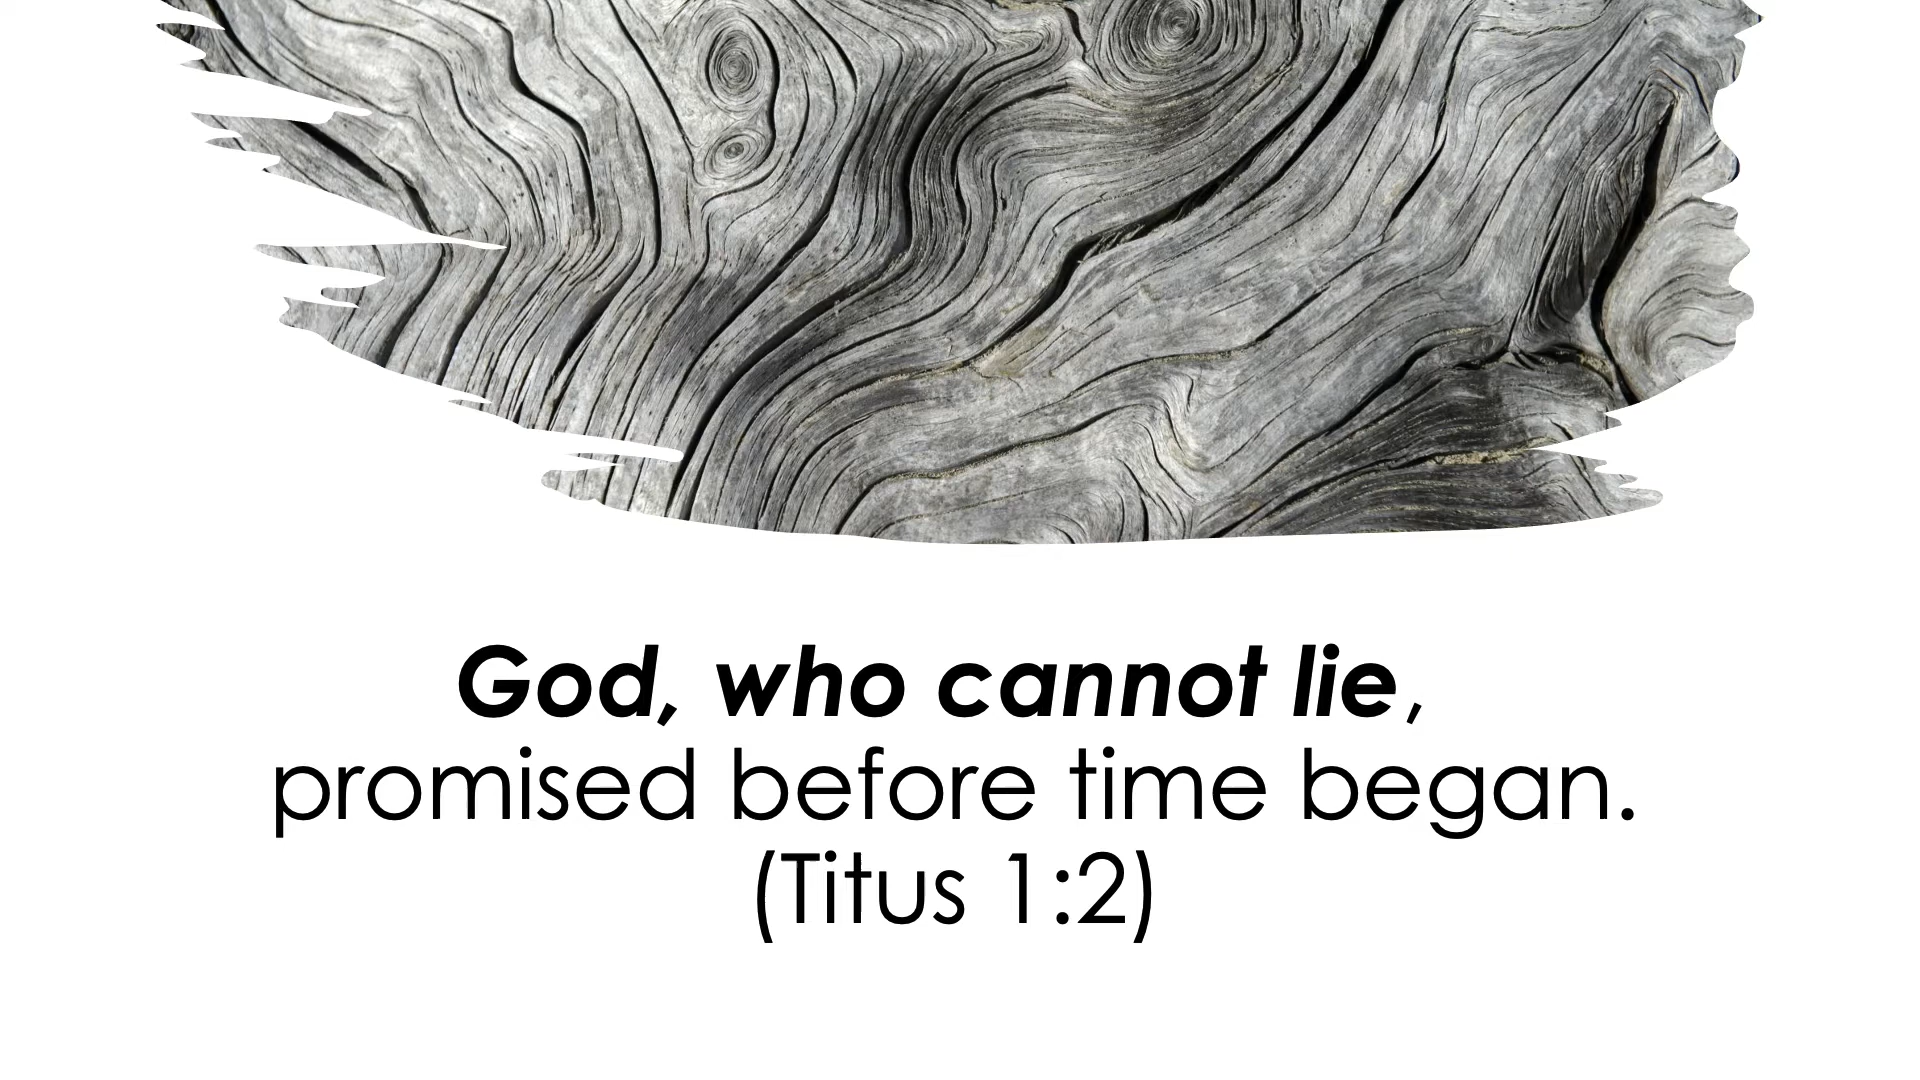 God, who cannot lie,
promised before time began.
(Titus 1:2)